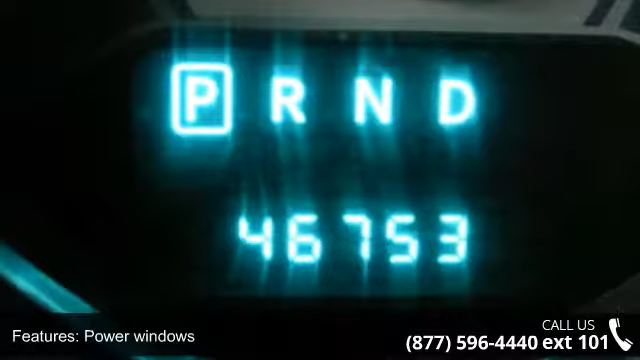 P R N D
46753
CALL US
Features: Power windows
(877) 596-4440 ext 101